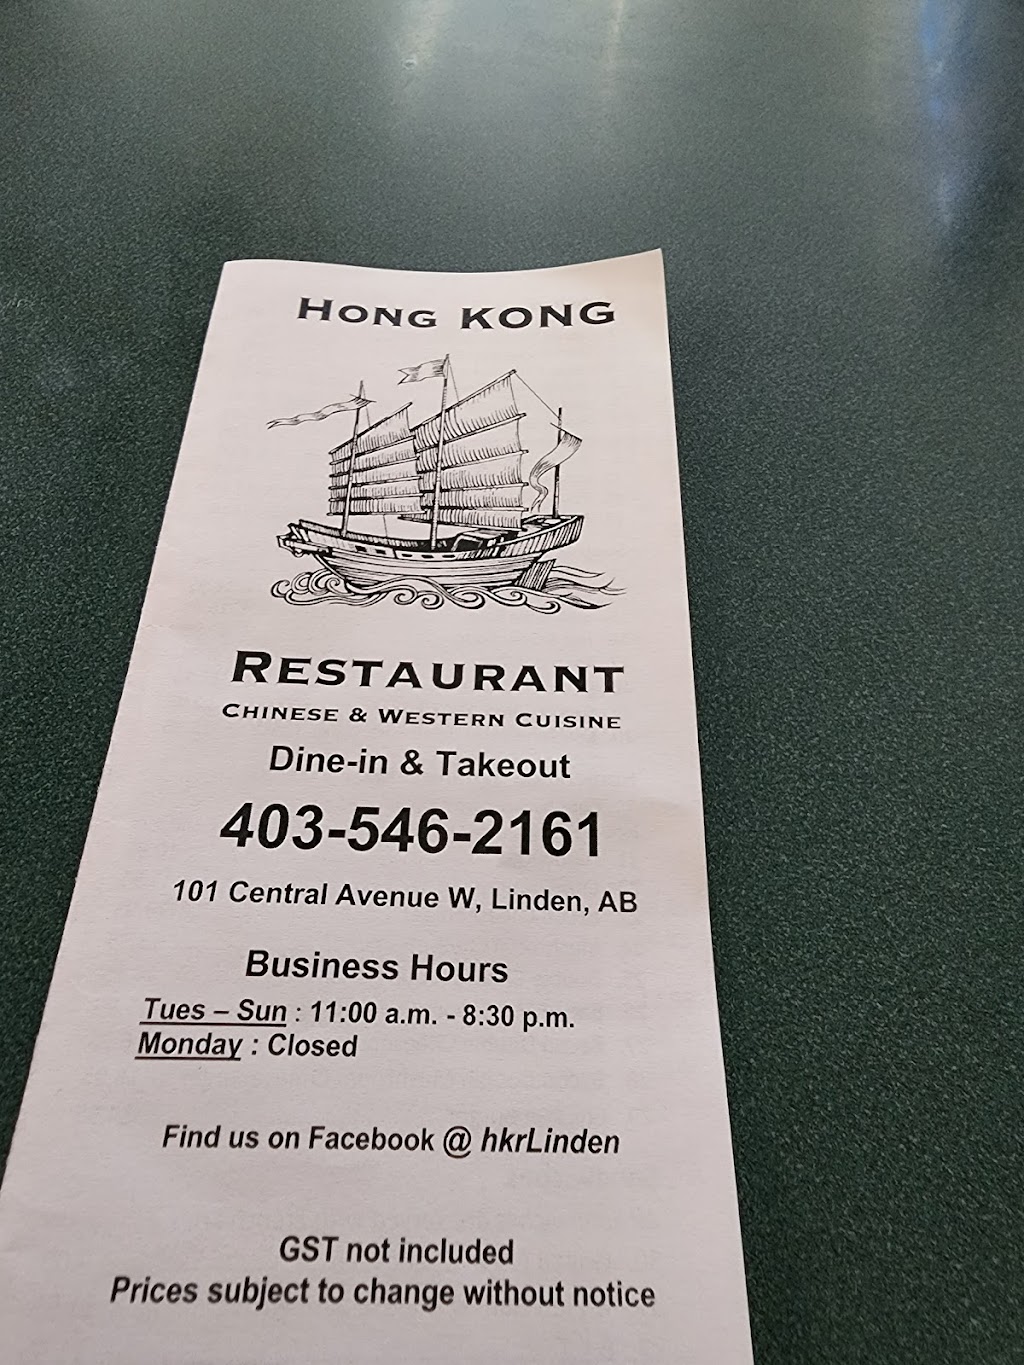 HONG KONG
RESTAURANT
CHINESE & WESTERN CUISINE
Dine-in & Takeout
403-546-2161
101 Central Avenue W, Linden, AB
Business Hours
Tues – Sun : 11:00 a.m. - 8:30 p.m.
Monday : Closed
Find us on Facebook @ hkrLinden
GST not included
Prices subject to change without notice